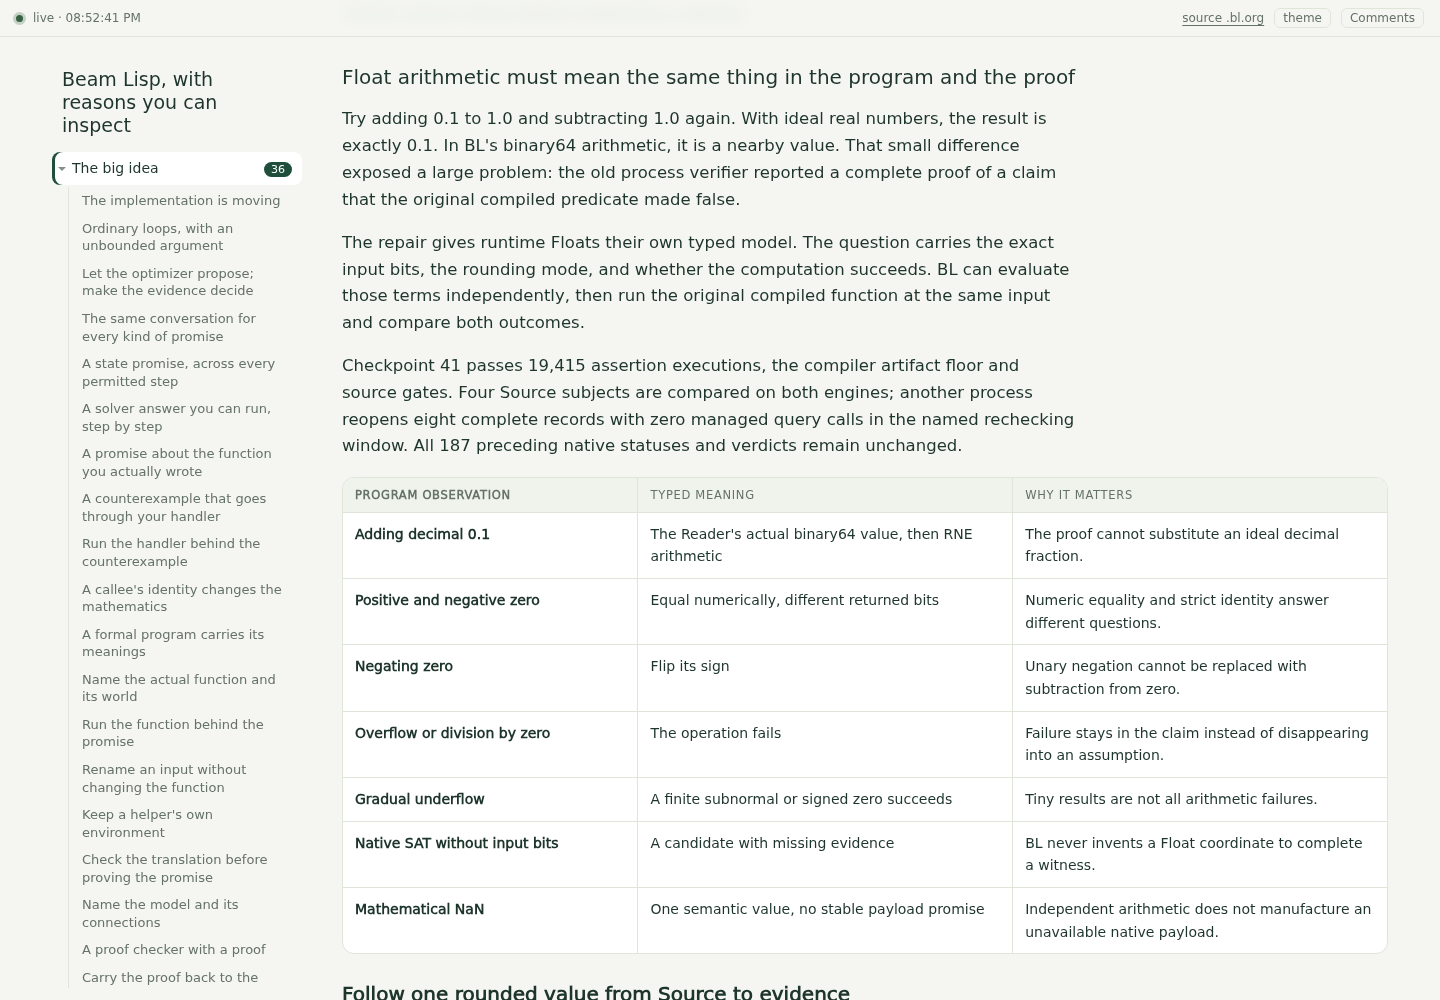 live · 08:52:41 PM
source .bl.org
theme
Comments
Beam Lisp, with
reasons you can
inspect
The big idea
36
The implementation is moving
Ordinary loops, with an
unbounded argument
Let the optimizer propose;
make the evidence decide
The same conversation for
every kind of promise
A state promise, across every
permitted step
A solver answer you can run,
step by step
A promise about the function
you actually wrote
A counterexample that goes
through your handler
Run the handler behind the
counterexample
A callee's identity changes the
mathematics
A formal program carries its
meanings
Name the actual function and
its world
Run the function behind the
promise
Rename an input without
changing the function
Keep a helper's own
environment
Check the translation before
proving the promise
Name the model and its
connections
A proof checker with a proof
Carry the proof back to the
Float arithmetic must mean the same thing in the program and the proof
Try adding 0.1 to 1.0 and subtracting 1.0 again. With ideal real numbers, the result is
exactly 0.1. In BL's binary64 arithmetic, it is a nearby value. That small difference
exposed a large problem: the old process verifier reported a complete proof of a claim
that the original compiled predicate made false.
The repair gives runtime Floats their own typed model. The question carries the exact
input bits, the rounding mode, and whether the computation succeeds. BL can evaluate
those terms independently, then run the original compiled function at the same input
and compare both outcomes.
Checkpoint 41 passes 19,415 assertion executions, the compiler artifact floor and
source gates. Four Source subjects are compared on both engines; another process
reopens eight complete records with zero managed query calls in the named rechecking
window. All 187 preceding native statuses and verdicts remain unchanged.
PROGRAM OBSERVATION
TYPED MEANING
WHY IT MATTERS
Adding decimal 0.1
The Reader's actual binary64 value, then RNE
arithmetic
The proof cannot substitute an ideal decimal
fraction.
Positive and negative zero
Equal numerically, different returned bits
Numeric equality and strict identity answer
different questions.
Negating zero
Flip its sign
Unary negation cannot be replaced with
subtraction from zero.
Overflow or division by zero
The operation fails
Failure stays in the claim instead of disappearing
into an assumption.
Gradual underflow
A finite subnormal or signed zero succeeds
Tiny results are not all arithmetic failures.
Native SAT without input bits
A candidate with missing evidence
BL never invents a Float coordinate to complete
a witness.
Mathematical NaN
One semantic value, no stable payload promise
Independent arithmetic does not manufacture an
unavailable native payload.
Follow one rounded value from Source to evidence